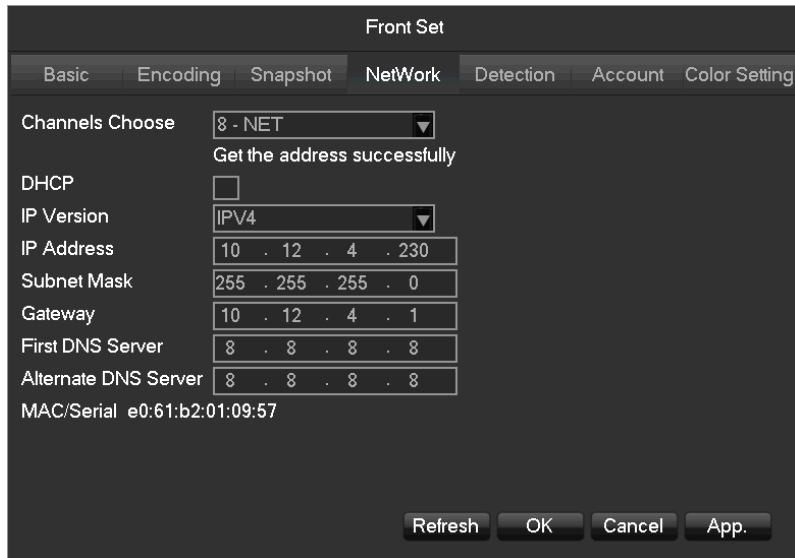 Front Set
Basic Encoding Snapshot NetWork Detection Account Color Setting
Channels Choose 8 - NET
Get the address successfully
DHCP
IP Version IPV4
IP Address 10 . 12 . 4 . 230
Subnet Mask 255 . 255 . 255 . 0
Gateway 10 . 12 . 4 . 1
First DNS Server 8 . 8 . 8 . 8
Alternate DNS Server 8 . 8 . 8 . 8
MAC/Serial e0:61:b2:01:09:57
Refresh OK Cancel App.